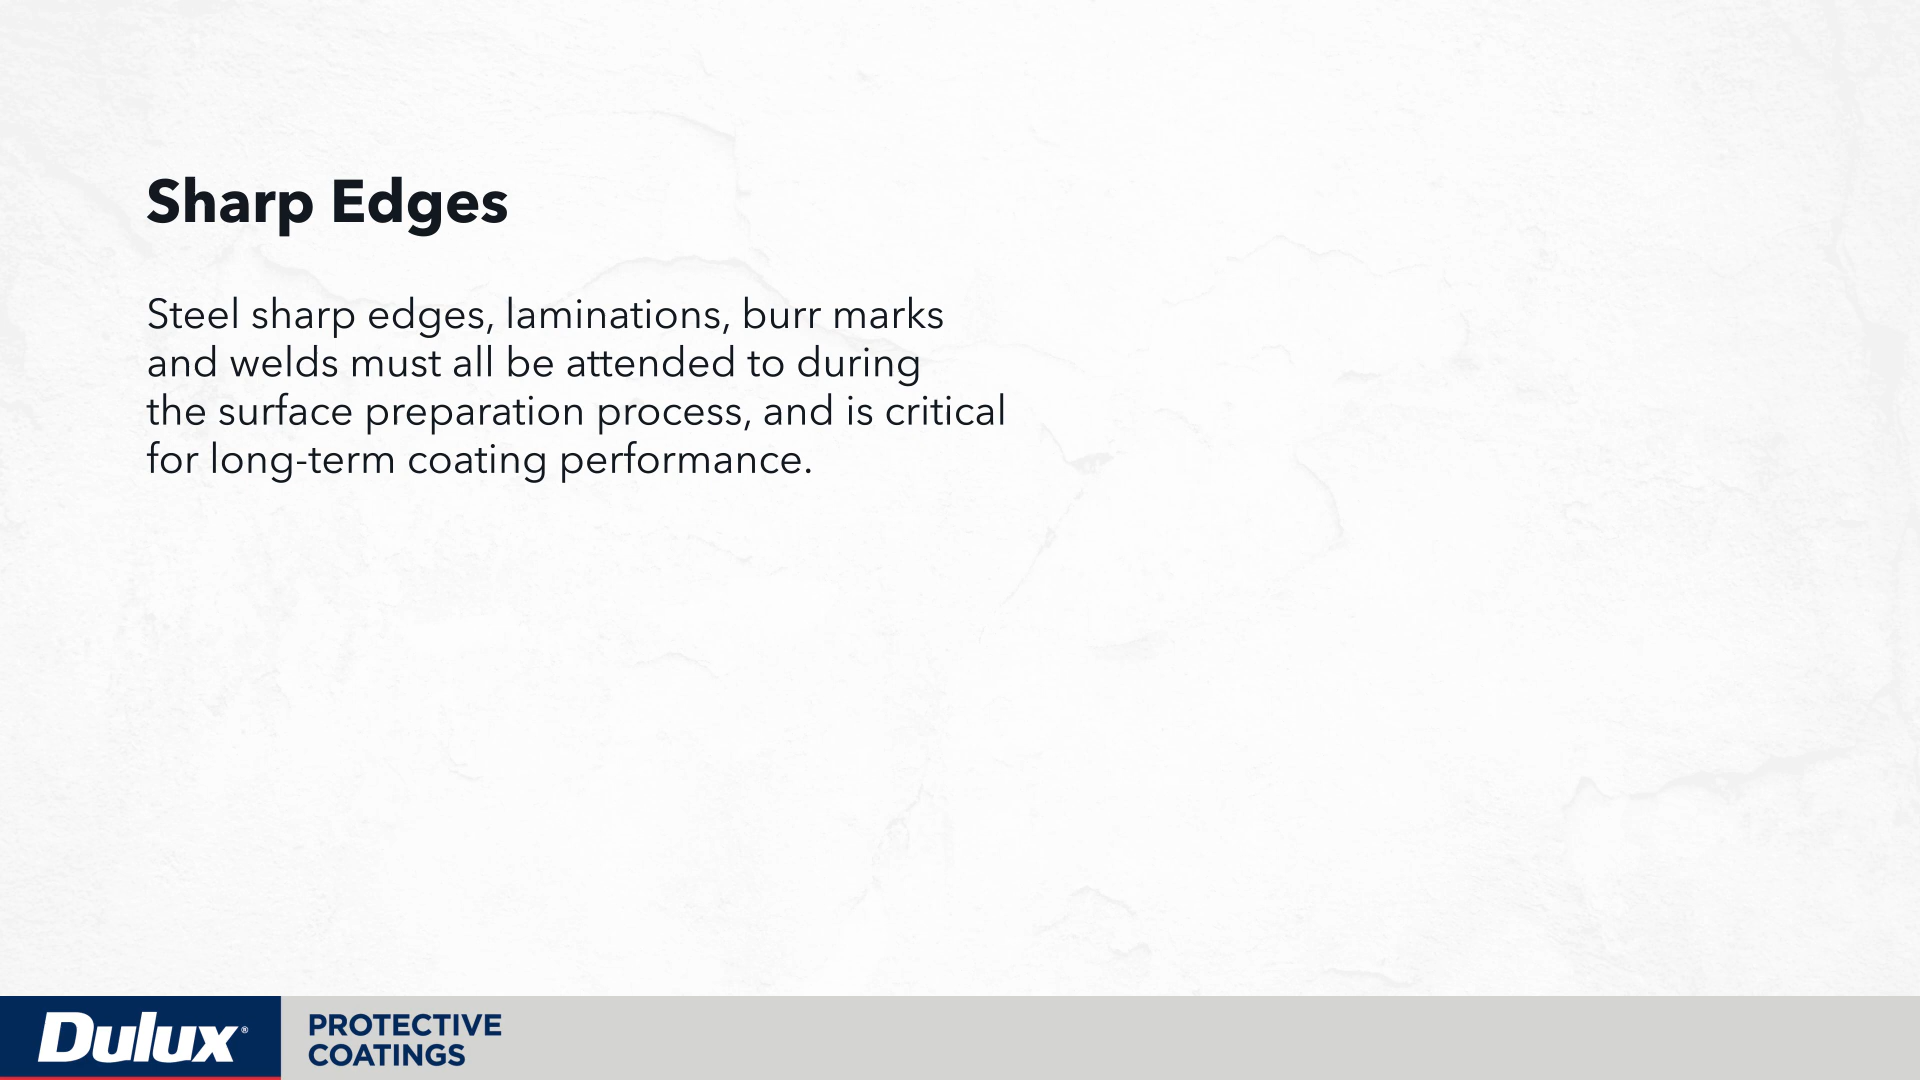 Sharp Edges
Steel sharp edges, laminations, burr marks
and welds must all be attended to during
the surface preparation process, and is critical
for long-term coating performance.
Dulux®
PROTECTIVE
COATINGS